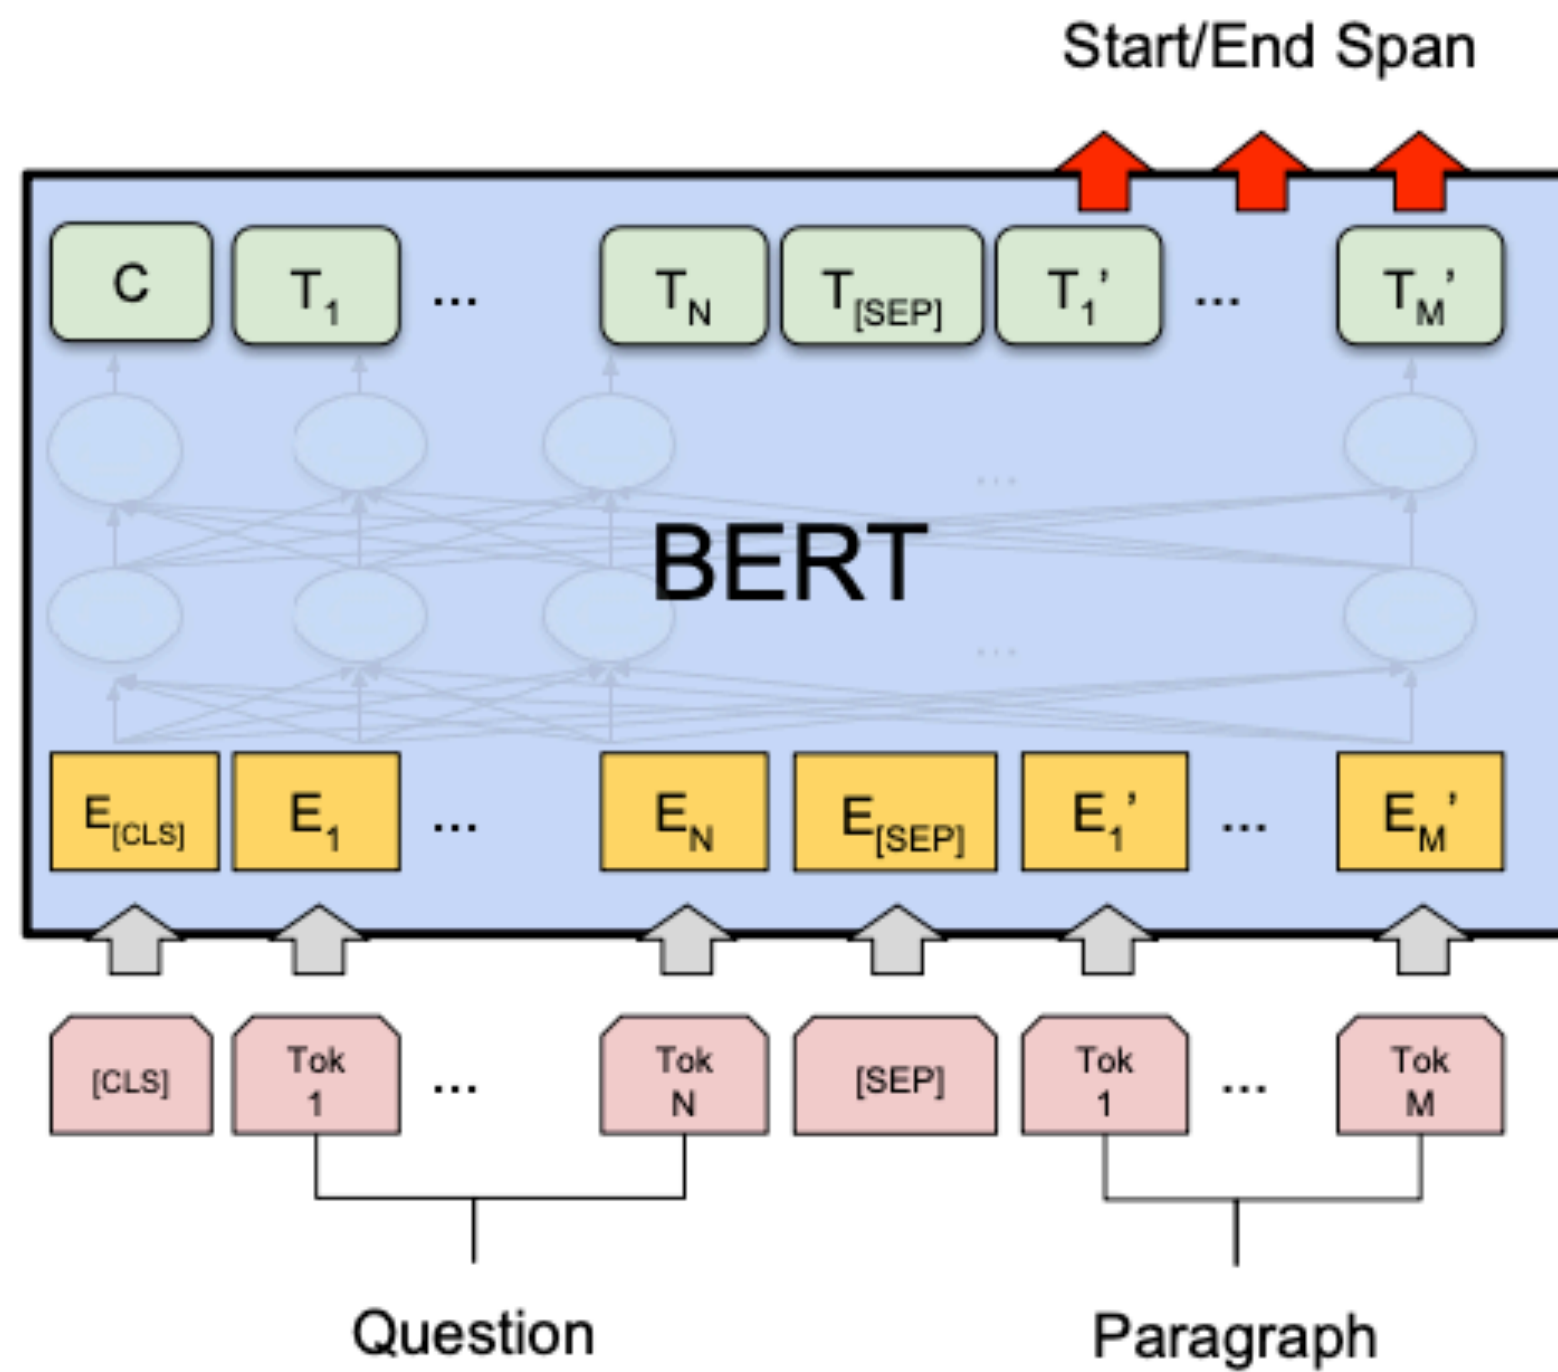 Start/End Span
C T1 ... TN T[SEP] T1’ ... TM’
...
BERT
...
E[CLS] E1 ... EN E[SEP] E1’ ... EM’
[CLS] Tok 1 ... Tok N [SEP] Tok 1 ... Tok M
Question Paragraph